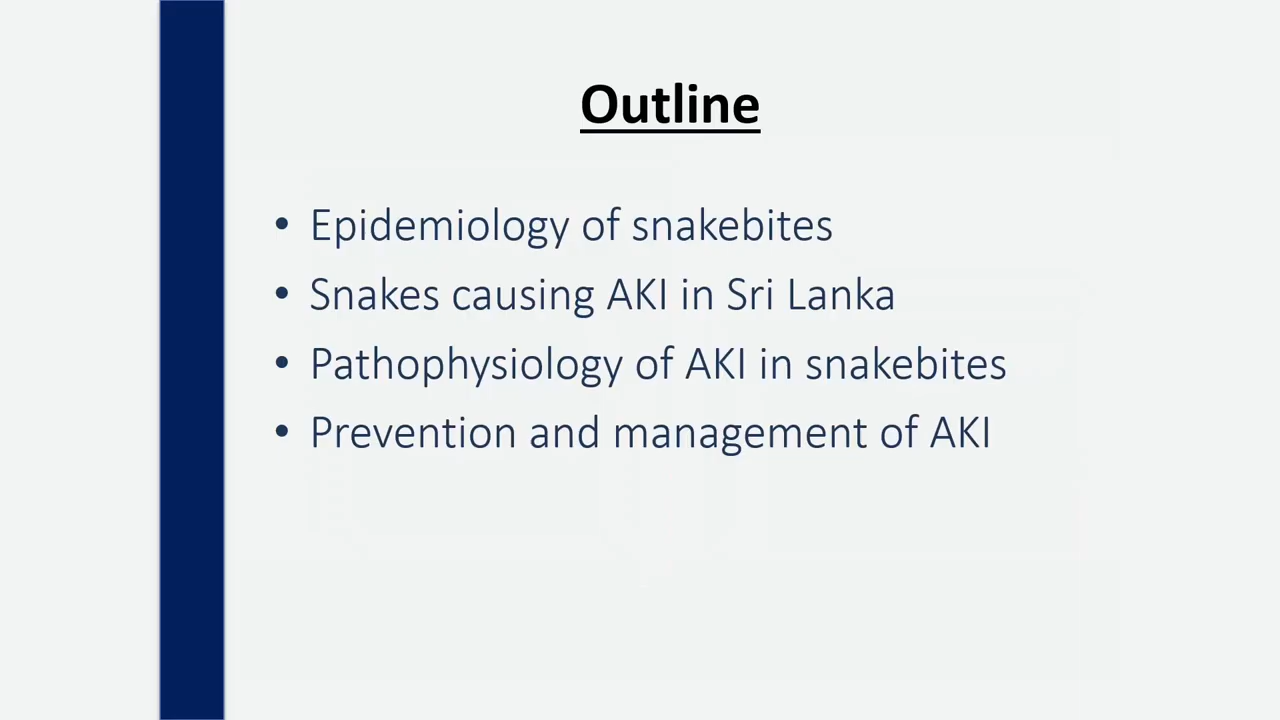 Outline
• Epidemiology of snakebites
• Snakes causing AKI in Sri Lanka
• Pathophysiology of AKI in snakebites
• Prevention and management of AKI